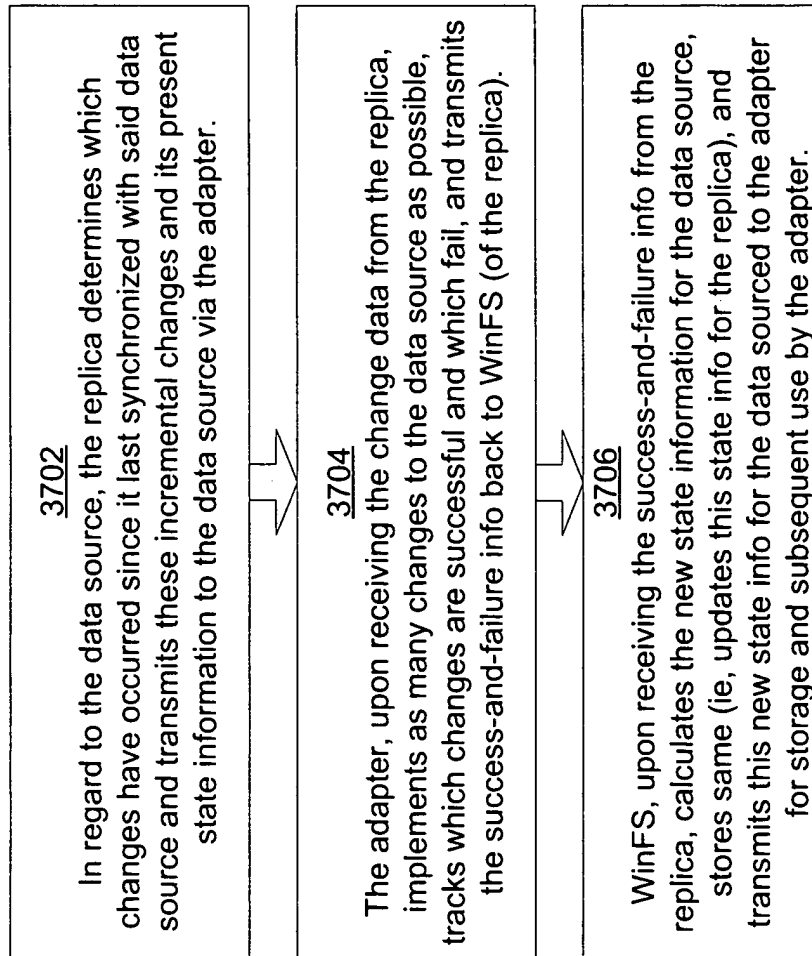 3702
In regard to the data source, the replica determines which
changes have occurred since it last synchronized with said data
source and transmits these incremental changes and its present
state information to the data source via the adapter.
3704
The adapter, upon receiving the change data from the replica,
implements as many changes to the data source as possible,
tracks which changes are successful and which fail, and transmits
the success-and-failure info back to WinFS (of the replica).
3706
WinFS, upon receiving the success-and-failure info from the
replica, calculates the new state information for the data source,
stores same (ie, updates this state info for the replica), and
transmits this new state info for the data sourced to the adapter
for storage and subsequent use by the adapter.